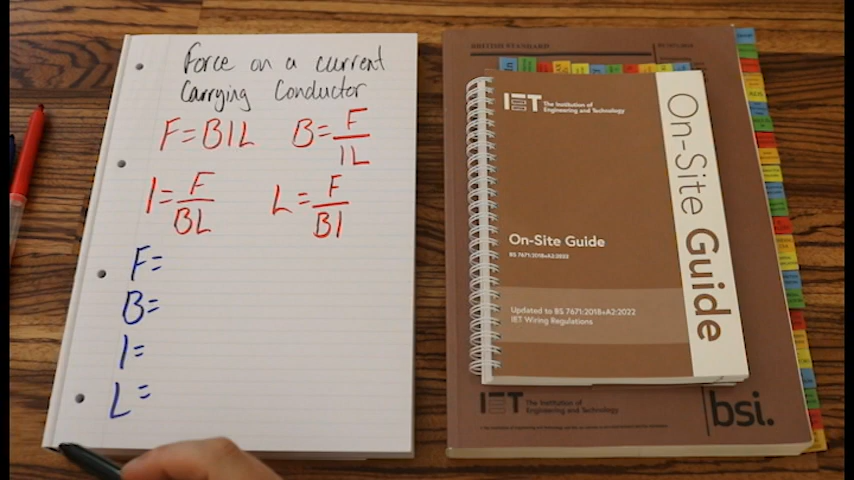 Force on a current
Carrying Conductor
F=BIL B=F/IL
I=F/BL L=F/BI
F=
B=
I=
L=
BRITISH STANDARD
IET The Institution of
Engineering and Technology
On-Site Guide
On-Site Guide
BS 7671:2018+A2:2022
Updated to BS 7671:2018+A2:2022
IET Wiring Regulations
IET The Institution of
Engineering and Technology
bsi.